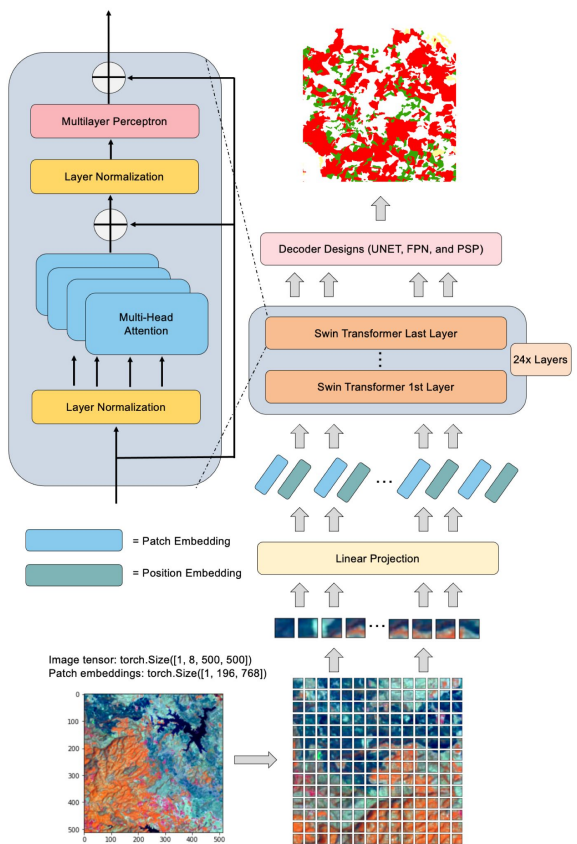 Multilayer Perceptron
Layer Normalization
Multi-Head
Attention
Layer Normalization
Decoder Designs (UNET, FPN, and PSP)
Swin Transformer Last Layer
Swin Transformer 1st Layer
24x Layers
= Patch Embedding
= Position Embedding
Linear Projection
Image tensor: torch.Size([1, 8, 500, 500])
Patch embeddings: torch.Size([1, 196, 768])
0
100
200
300
400
500
0 100 200 300 400 500